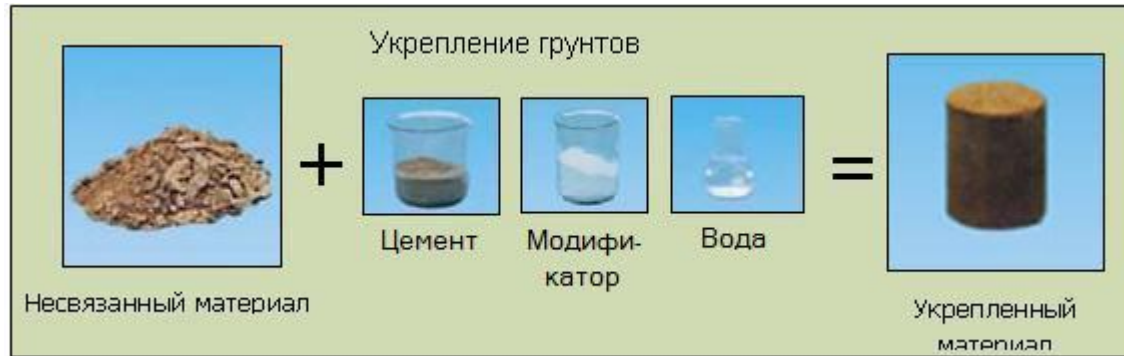 Укрепление грунтов
+
=
Цемент
Модифи-
катор
Вода
Несвязанный материал
Укрепленный
материал